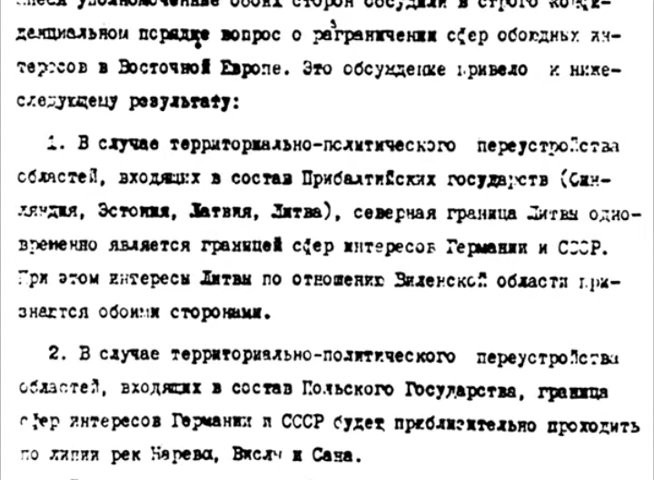 шиеся уполномоченные обоих сторон обсудили в строго конфи-
денциальном порядке вопрос о разграничении сфер обоюдных ин-
тересов в Восточной Европе. Это обсуждение привело к ниже-
следующему результату:
1. В случае территориально-политического переустройства
областей, входящих в состав Прибалтийских государств (Фин-
ляндия, Эстония, Латвия, Литва), северная граница Литвы одно-
временно является границей сфер интересов Германии и СССР.
При этом интересы Литвы по отношению Виленской области при-
знаются обоими сторонами.
2. В случае территориально-политического переустройства
областей, входящих в состав Польского Государства, граница
сфер интересов Германии и СССР будет приблизительно проходить
по линии рек Нарева, Вислы и Сана.